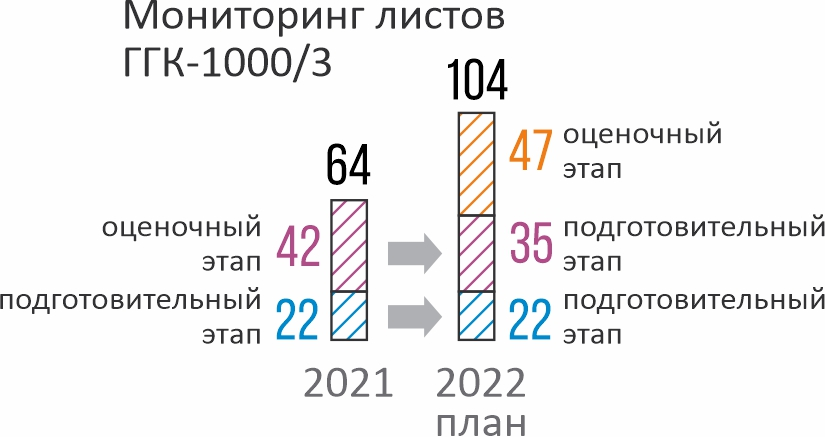 Мониторинг листов
ГГК-1000/3
104
47
оценочный
этап
64
оценочный
этап
42
35
подготовительный
этап
подготовительный
этап
22
22
подготовительный
этап
2021
2022
план